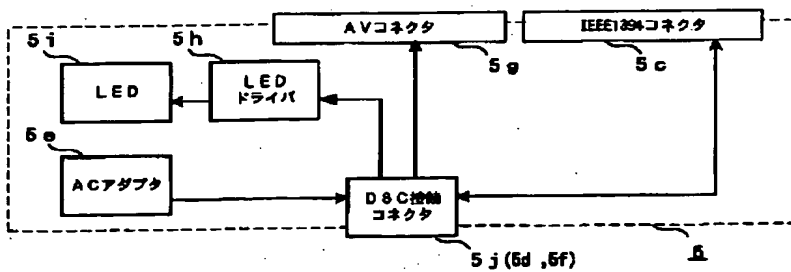 AVコネクタ
IEEE1394コネクタ
5i
5h
5g
5c
LED
LED
ドライバ
5e
ACアダプタ
DSC接触
コネクタ
5j(5d,5f)
5